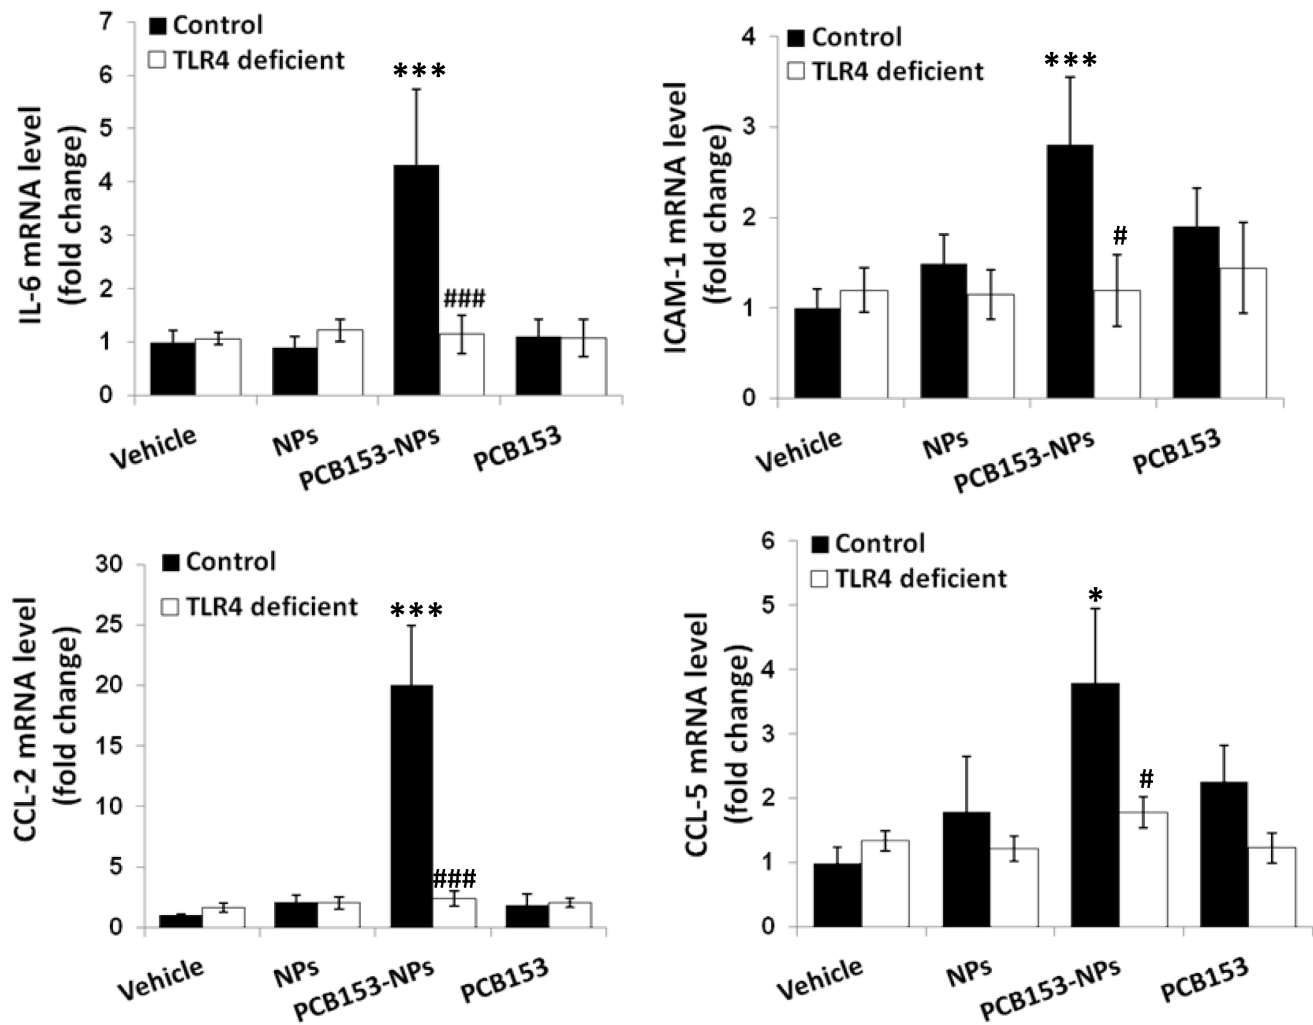 IL-6 mRNA level
(fold change)
7
6
5
4
3
2
1
0
Control
TLR4 deficient
***
###
Vehicle
NPs
PCB153-NPs
PCB153
ICAM-1 mRNA level
(fold change)
4
3
2
1
0
Control
TLR4 deficient
***
#
Vehicle
NPs
PCB153-NPs
PCB153
CCL-2 mRNA level
(fold change)
30
25
20
15
10
5
0
Control
TLR4 deficient
***
###
Vehicle
NPs
PCB153-NPs
PCB153
CCL-5 mRNA level
(fold change)
6
5
4
3
2
1
0
Control
TLR4 deficient
*
#
Vehicle
NPs
PCB153-NPs
PCB153